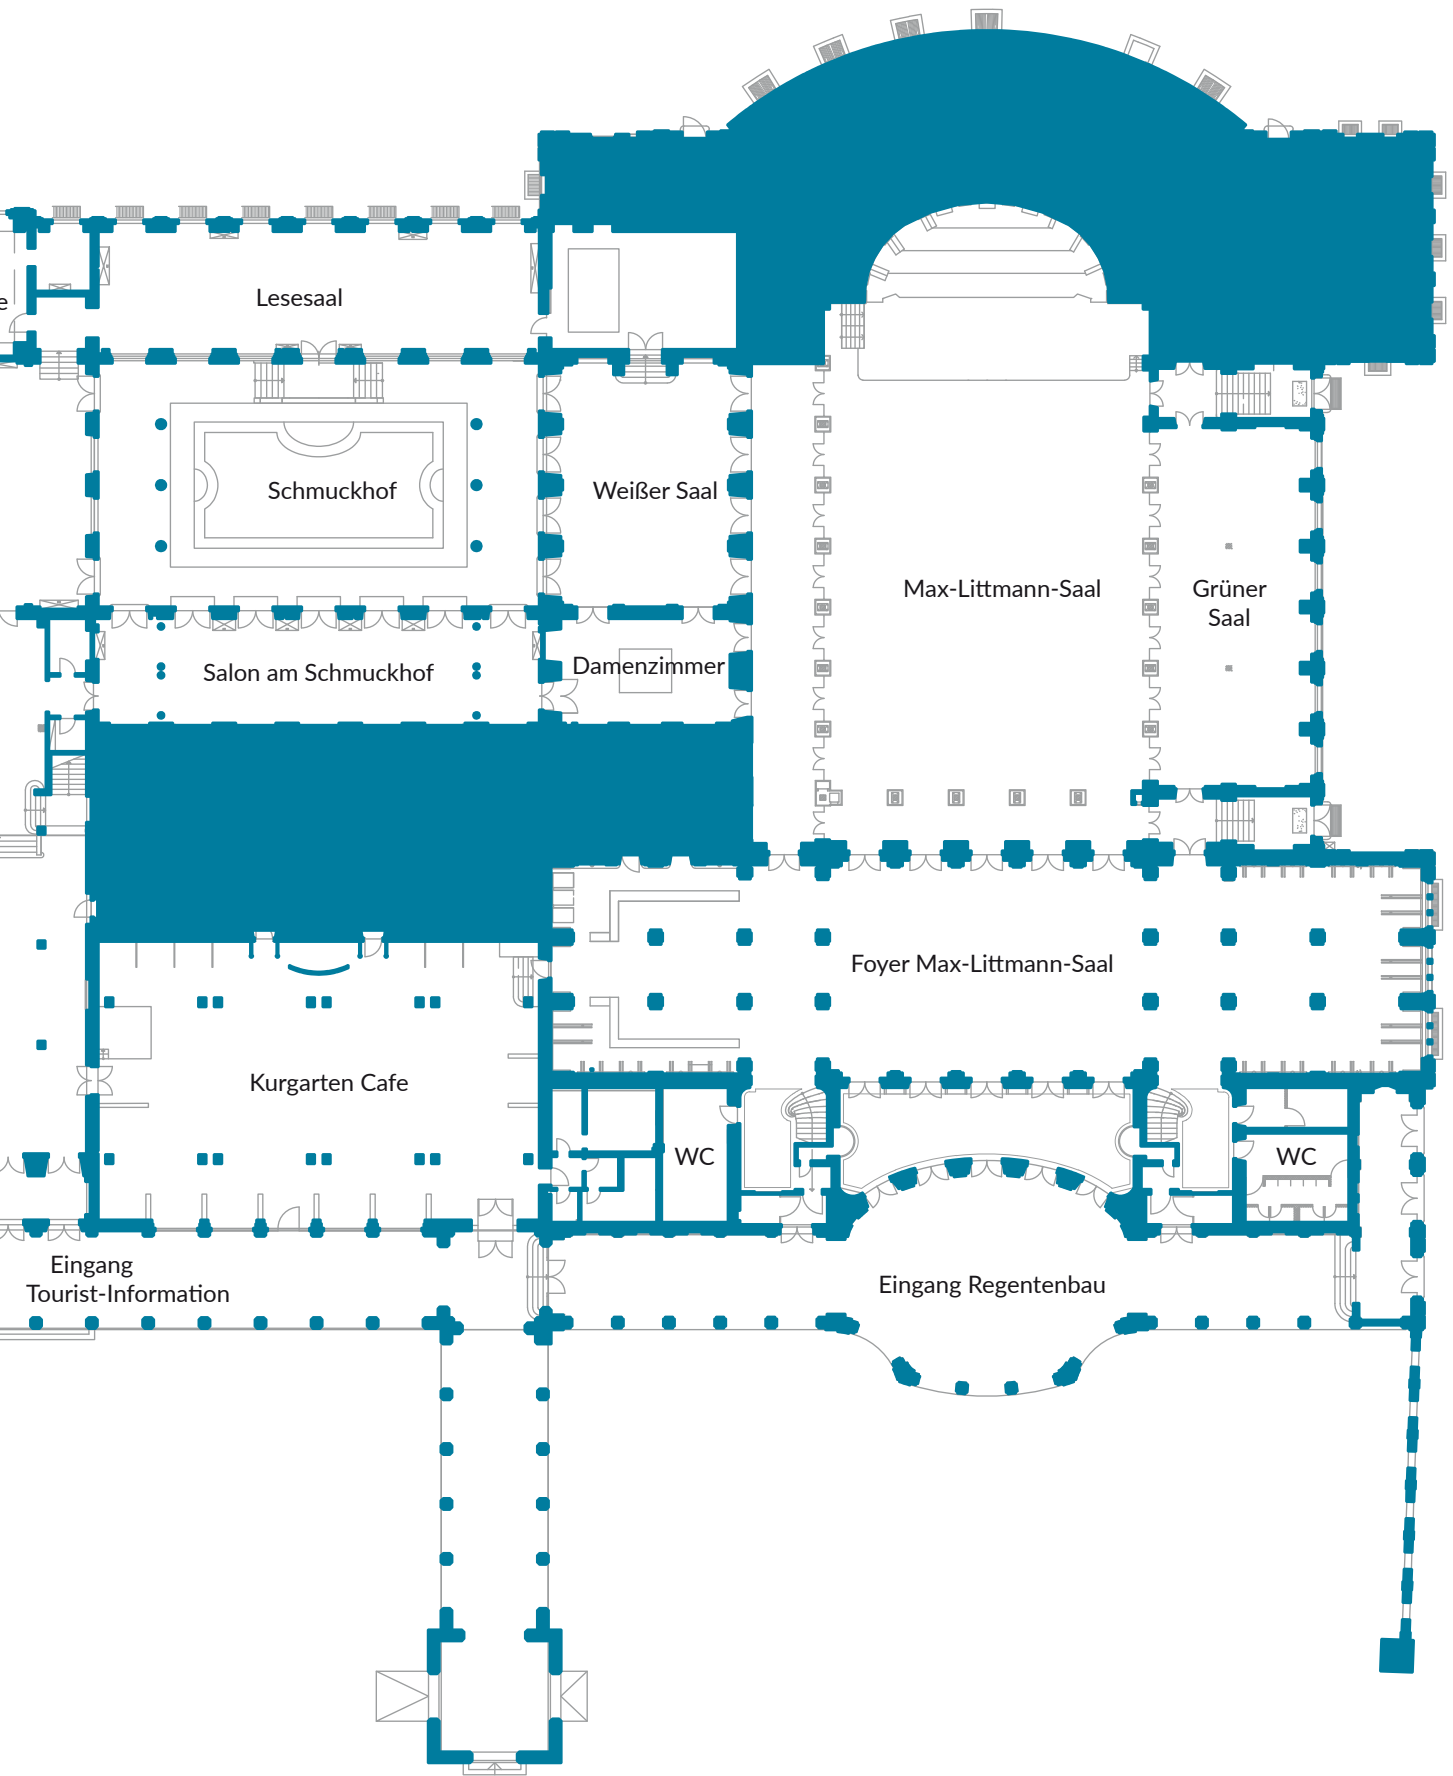 Lesesaal
Schmuckhof
Weißer Saal
Max-Littmann-Saal
Grüner
Saal
Salon am Schmuckhof
Damenzimmer
Foyer Max-Littmann-Saal
Kurgarten Cafe
WC
WC
Eingang
Tourist-Information
Eingang Regentenbau